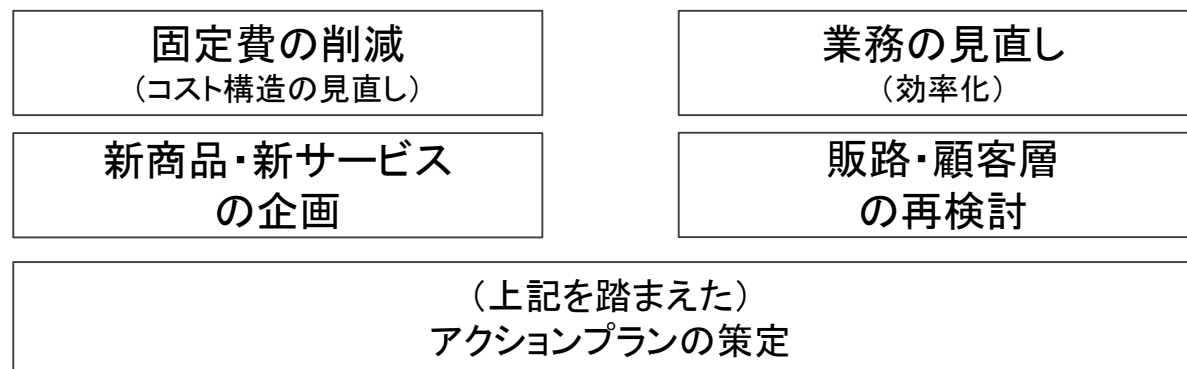 固定費の削減
（コスト構造の見直し）
業務の見直し
（効率化）
新商品・新サービス
の企画
販路・顧客層
の再検討
（上記を踏まえた）
アクションプランの策定